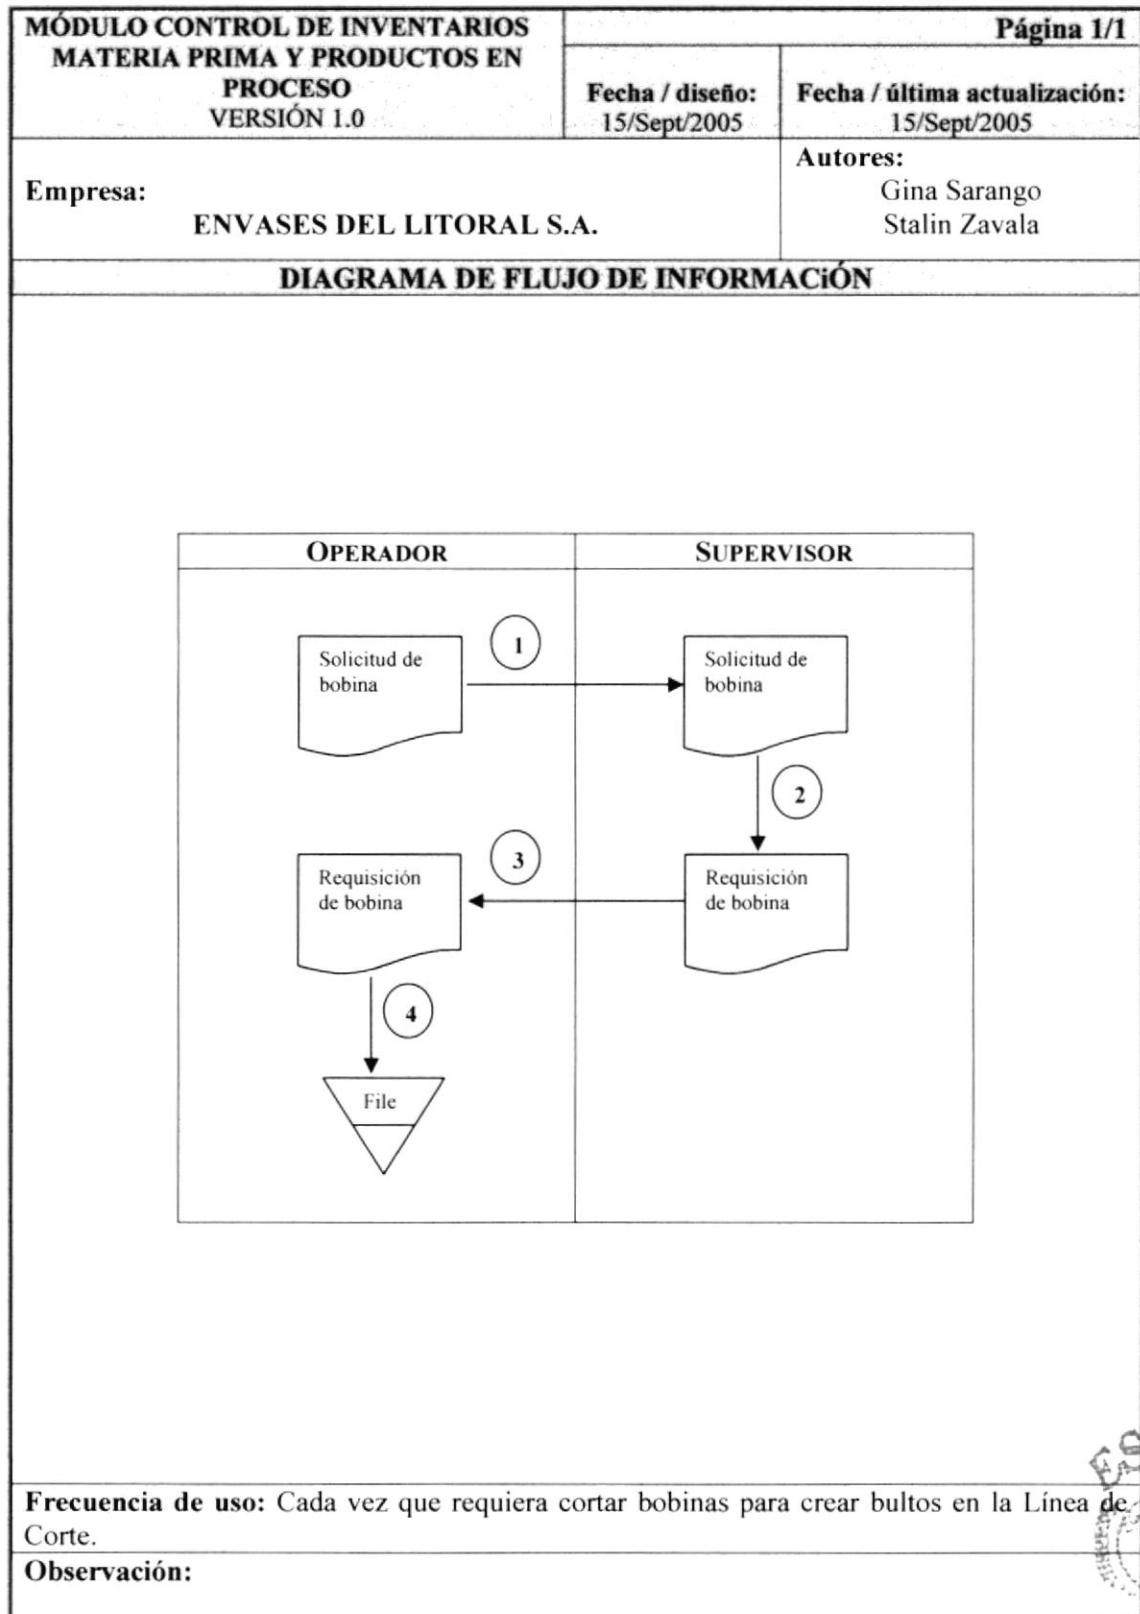 MÓDULO CONTROL DE INVENTARIOS
MATERIA PRIMA Y PRODUCTOS EN
PROCESO
VERSIÓN 1.0
Página 1/1
Fecha / diseño:
15/Sept/2005
Fecha / última actualización:
15/Sept/2005
Empresa:
ENVASES DEL LITORAL S.A.
Autores:
Gina Sarango
Stalin Zavala
DIAGRAMA DE FLUJO DE INFORMACiÓN
OPERADOR
SUPERVISOR
Solicitud de
bobina
1
Solicitud de
bobina
2
Requisición
de bobina
3
Requisición
de bobina
4
File
Frecuencia de uso: Cada vez que requiera cortar bobinas para crear bultos en la Línea de
Corte.
Observación: